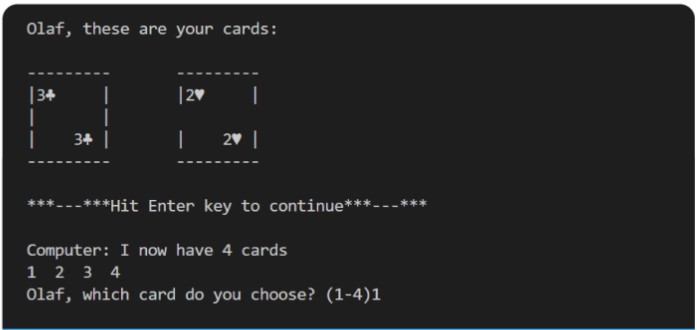 Olaf, these are your cards:
---------       ---------
|3♣     |       |2♥     |
|       |
|    3♣ |       |    2♥ |
---------       ---------
***---***Hit Enter key to continue***---***
Computer: I now have 4 cards
1  2  3  4
Olaf, which card do you choose? (1-4)1